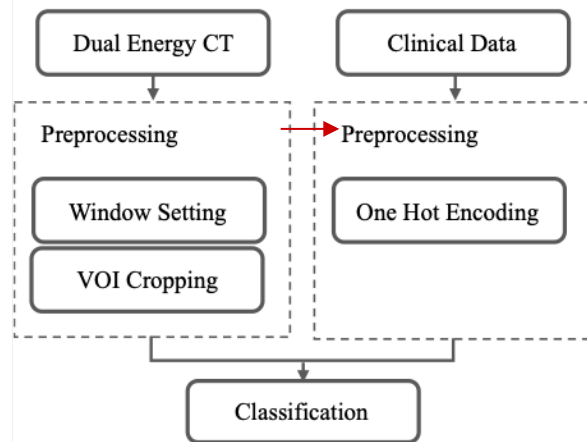 Dual Energy CT
Clinical Data
Preprocessing
Preprocessing
Window Setting
One Hot Encoding
VOI Cropping
Classification